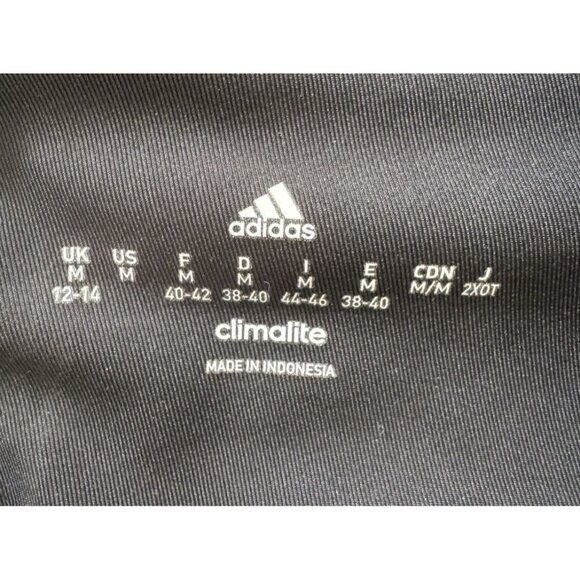 adidas
UK US F D I E CDN J
M M M M M M M/M 2XOT
12-14 40-42 38-40 44-46 38-40
climalite
MADE IN INDONESIA